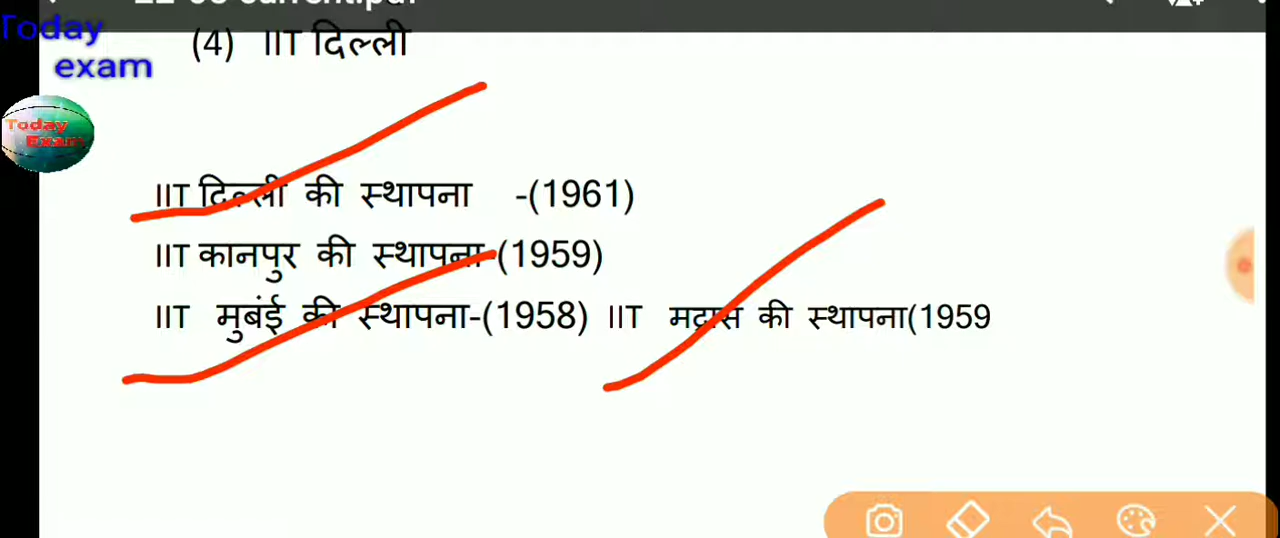 Today
exam
(4) IIT दिल्ली
Today
Exam
IIT दिल्ली की स्थापना -(1961)
IIT कानपुर की स्थापना-(1959)
IIT मुबंई की स्थापना-(1958) IIT मद्रास की स्थापना(1959